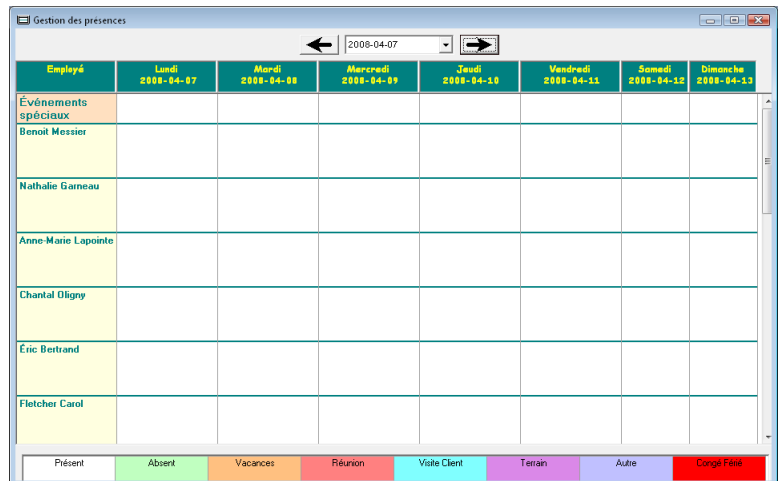 Gestion des présences
2008-04-07
Employé Lundi Mardi Mercredi Jeudi Vendredi Samedi Dimanche
2008-04-07 2008-04-08 2008-04-09 2008-04-10 2008-04-11 2008-04-12 2008-04-13
Événements
spéciaux
Benoit Messier
Nathalie Garneau
Anne-Marie Lapointe
Chantal Oligny
Éric Bertrand
Fletcher Carol
Présent Absent Vacances Réunion Visite Client Terrain Autre Congé Férié